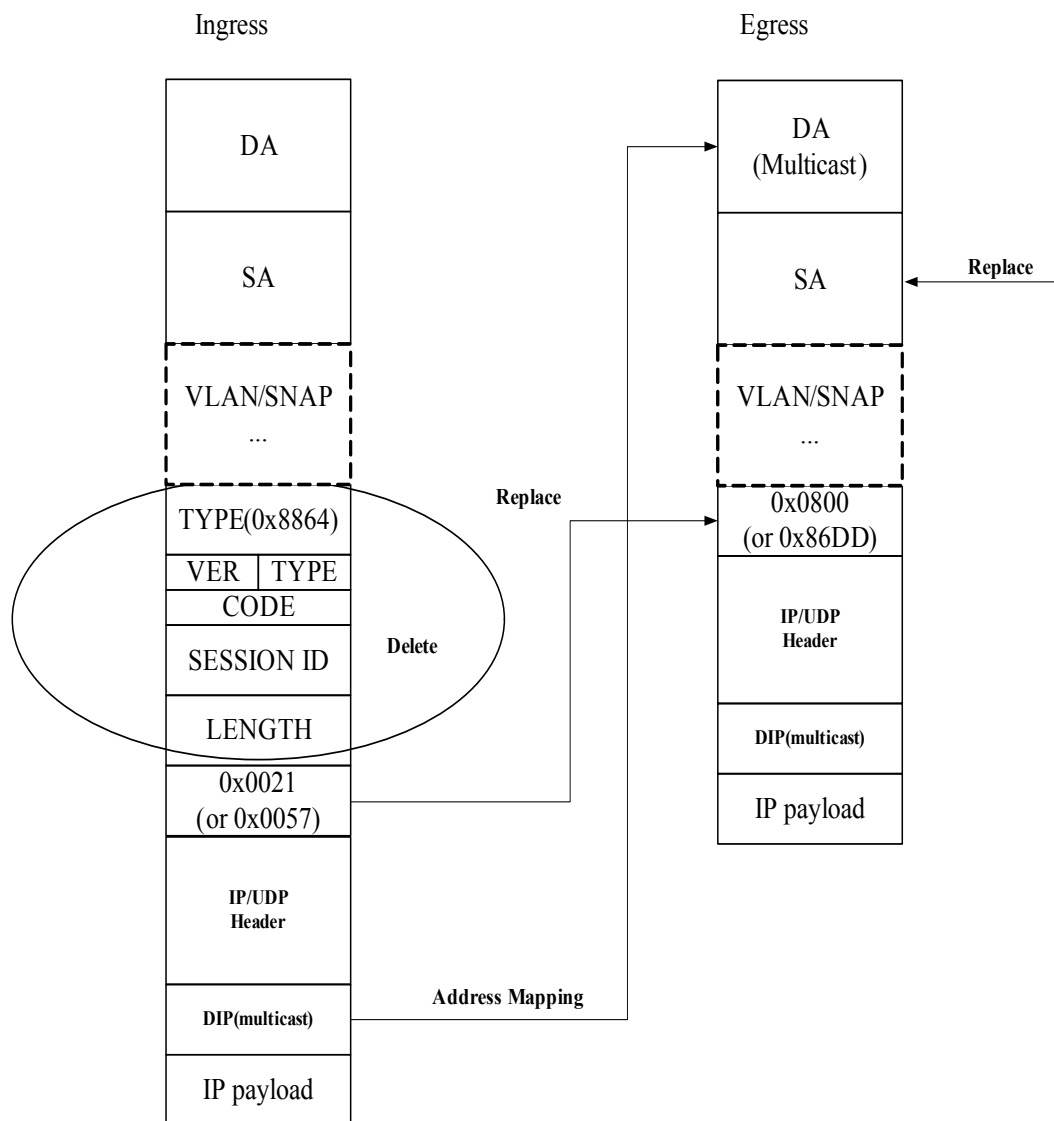 Ingress
DA
SA
VLAN/SNAP
...
TYPE(0x8864)
VER TYPE
CODE
SESSION ID
LENGTH
0x0021
(or 0x0057)
IP/UDP
Header
DIP(multicast)
IP payload
Delete
Replace
Address Mapping
Egress
DA
(Multicast)
SA
VLAN/SNAP
...
0x0800
(or 0x86DD)
IP/UDP
Header
DIP(multicast)
IP payload
Replace